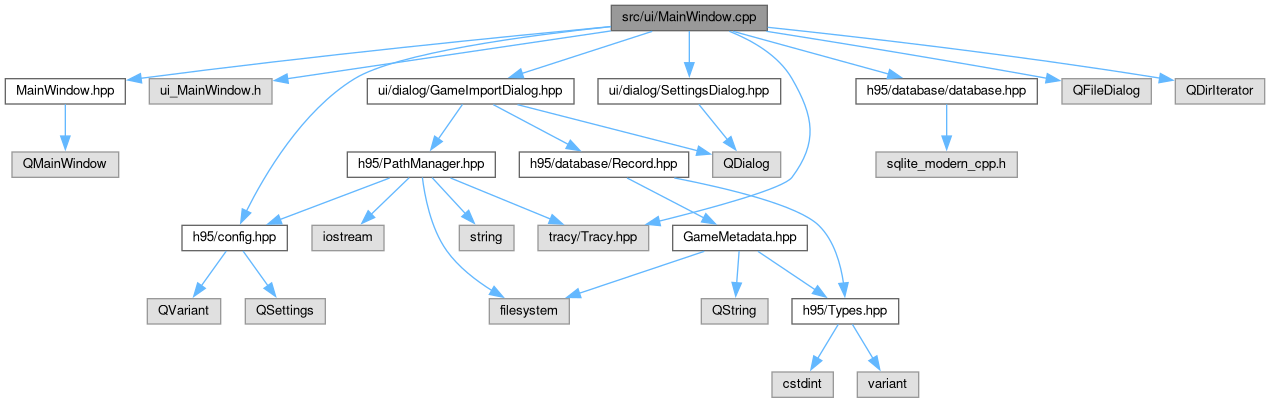 src/ui/MainWindow.cpp
MainWindow.hpp
ui_MainWindow.h
ui/dialog/GameImportDialog.hpp
ui/dialog/SettingsDialog.hpp
h95/database/database.hpp
QFileDialog
QDirIterator
QMainWindow
h95/PathManager.hpp
h95/database/Record.hpp
QDialog
sqlite_modern_cpp.h
h95/config.hpp
iostream
string
tracy/Tracy.hpp
GameMetadata.hpp
QVariant
QSettings
filesystem
QString
h95/Types.hpp
cstdint
variant